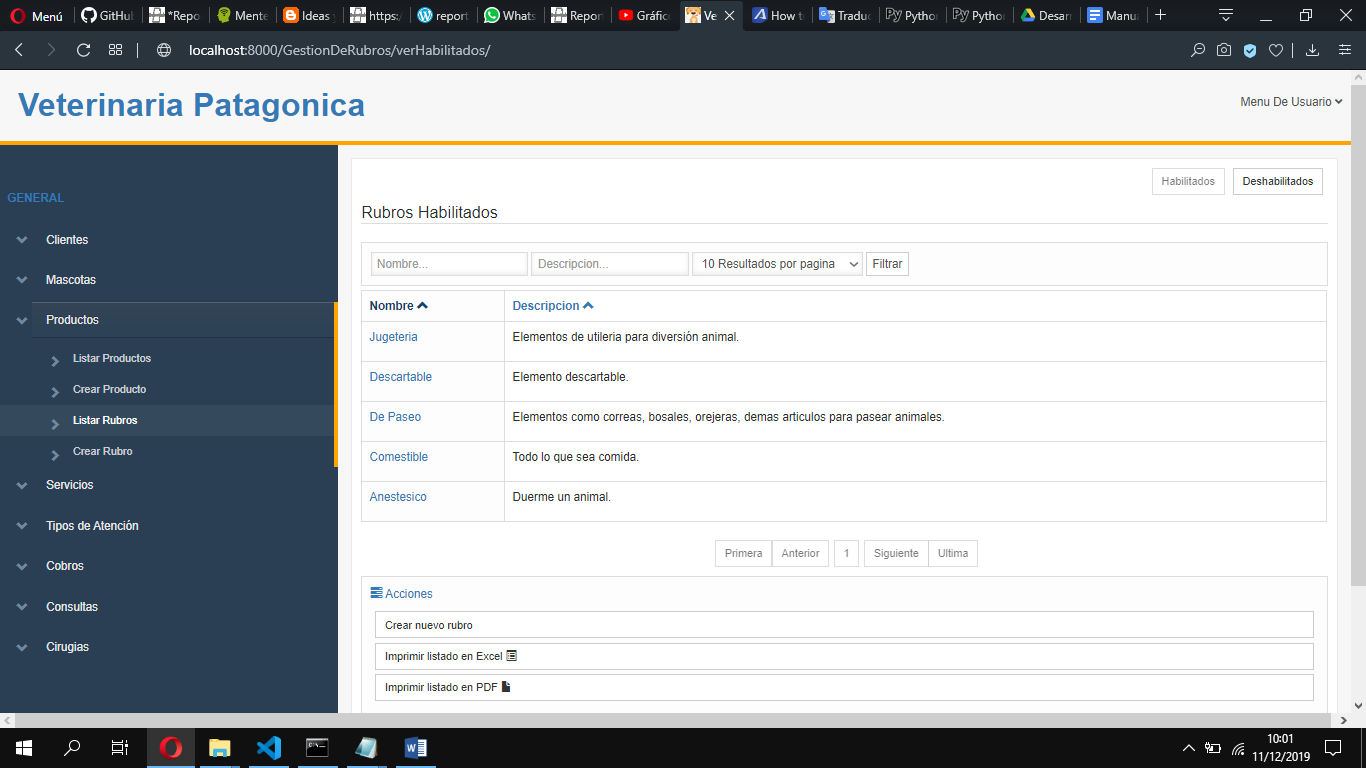 Menú GitHu *Repo Mente Ideas https:/ report Whats Repor Gráfic Ve How t Traduc Pythor Pytho Desar Manua
localhost:8000/GestionDeRubros/verHabilitados/
Veterinaria Patagonica
Menu De Usuario
GENERAL
Clientes
Mascotas
Productos
Listar Productos
Crear Producto
Listar Rubros
Crear Rubro
Servicios
Tipos de Atención
Cobros
Consultas
Cirugias
Habilitados Deshabilitados
Rubros Habilitados
Nombre... Descripcion... 10 Resultados por pagina Filtrar
Nombre Descripcion
Jugeteria Elementos de utileria para diversión animal.
Descartable Elemento descartable.
De Paseo Elementos como correas, bosales, orejeras, demas articulos para pasear animales.
Comestible Todo lo que sea comida.
Anestesico Duerme un animal.
Primera Anterior 1 Siguiente Ultima
Acciones
Crear nuevo rubro
Imprimir listado en Excel
Imprimir listado en PDF
10:01
11/12/2019